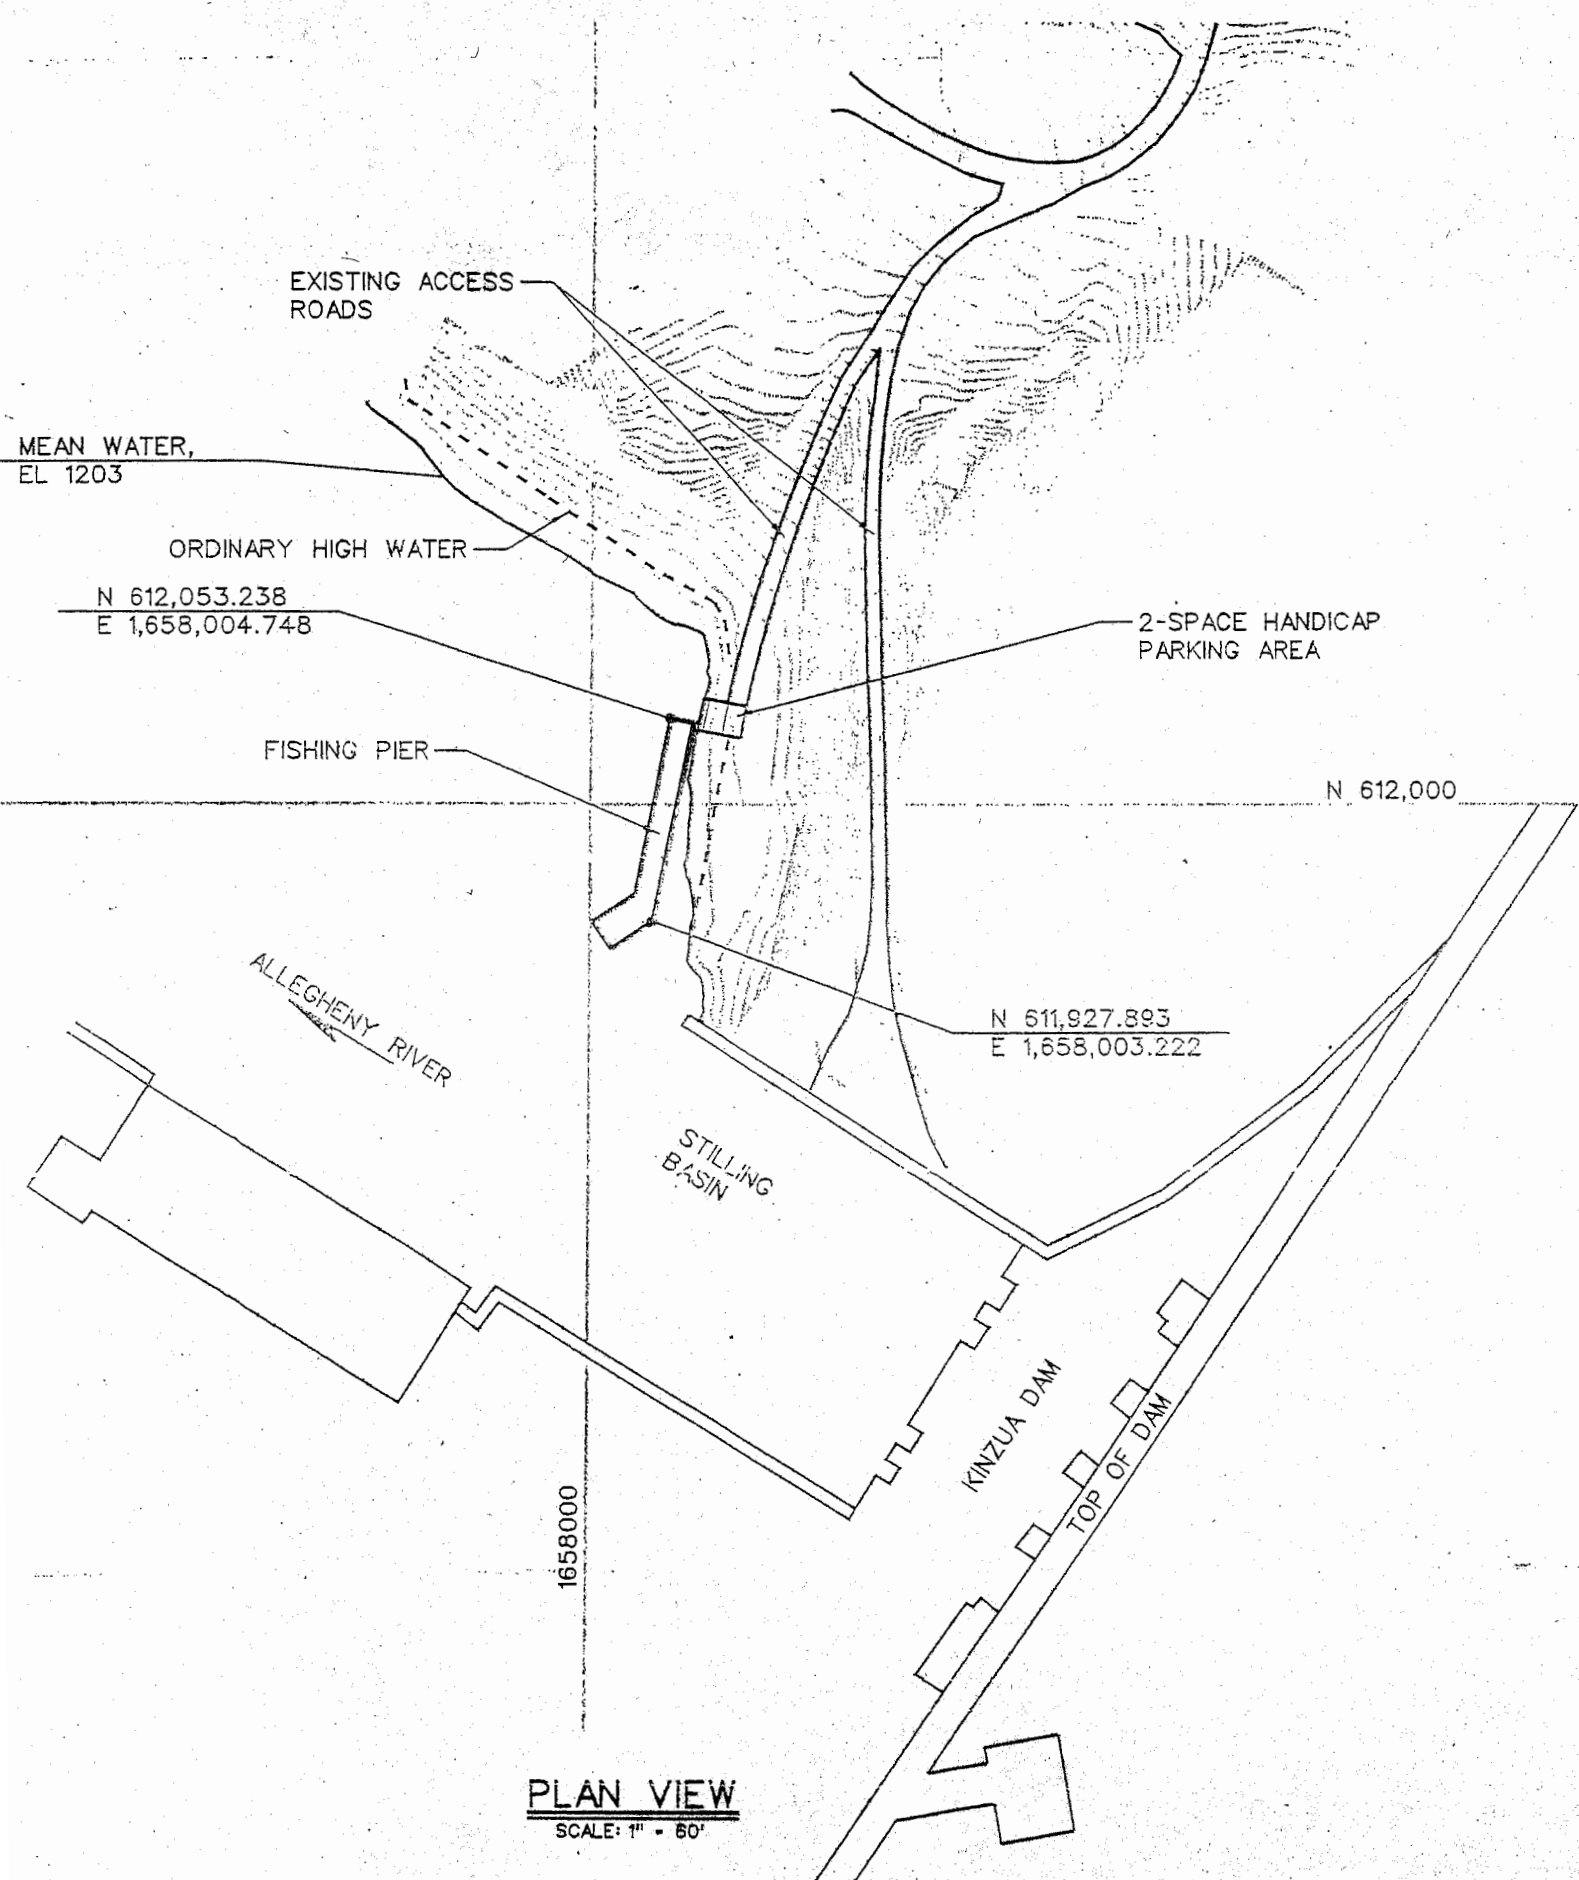 EXISTING ACCESS
ROADS
MEAN WATER,
EL 1203
ORDINARY HIGH WATER
N 612,053.238
E 1,658,004.748
2-SPACE HANDICAP
PARKING AREA
FISHING PIER
N 612,000
ALLEGHENY RIVER
N 611,927.893
E 1,658,003.222
STILLING
BASIN
KINZUA DAM
TOP OF DAM
1658000
PLAN VIEW
SCALE: 1" = 60'